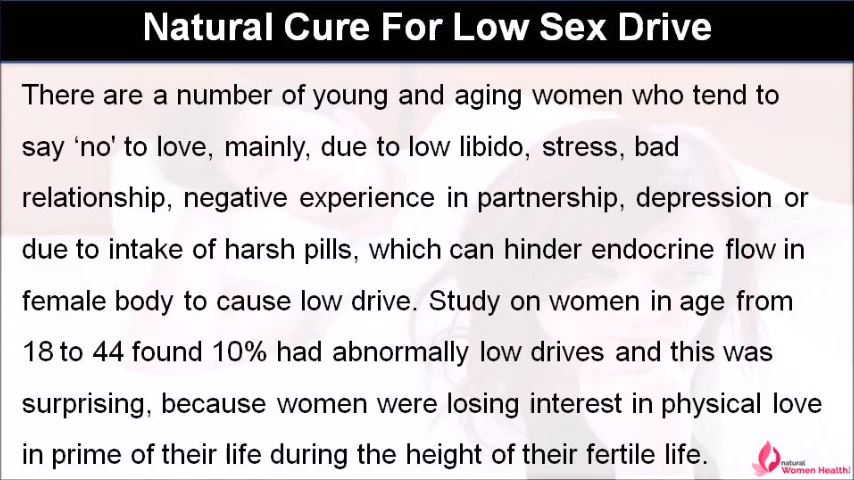 Natural Cure For Low Sex Drive
There are a number of young and aging women who tend to
say ‘no' to love, mainly, due to low libido, stress, bad
relationship, negative experience in partnership, depression or
due to intake of harsh pills, which can hinder endocrine flow in
female body to cause low drive. Study on women in age from
18 to 44 found 10% had abnormally low drives and this was
surprising, because women were losing interest in physical love
in prime of their life during the height of their fertile life.
natural
Women Health